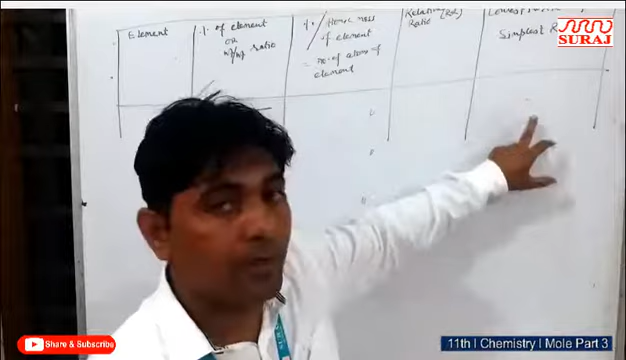 Element
% of element
OR
w/w ratio
% / Atomic mass
of element
= no. of atoms of
element
Ratio
Simplest
SURAJ
Share & Subscribe
11th I Chemistry I Mole Part 3